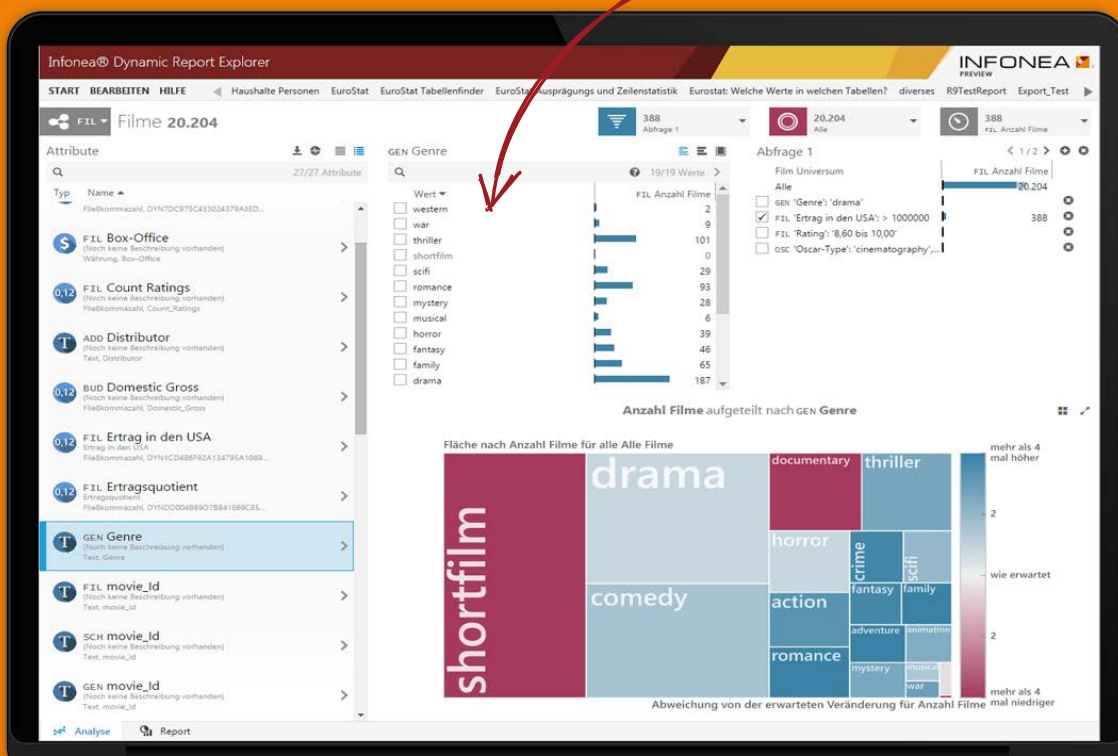 Infonea® Dynamic Report Explorer
INFONEA
PREVIEW
START BEARBEITEN HILFE
Haushalte Personen EuroStat EuroStat Tabellenfinder EuroStat Ausprägungs und Zeilenstatistik Eurostat: Welche Werte in welchen Tabellen? diverses R9TestReport Export_Test
FIL Filme 20.204
388
Abfrage 1
20.204
Alle
388
FIL Anzahl Filme
Attribute
27/27 Attribute
Typ Name
Fließkommazahl, DYN7DC975C433024379A3ED...
FIL Box-Office
(Noch keine Beschreibung vorhanden)
Währung, Box-Office
0,12 FIL Count Ratings
(Noch keine Beschreibung vorhanden)
Fließkommazahl, Count_Ratings
T ADD Distributor
(Noch keine Beschreibung vorhanden)
Text, Distributor
0,12 BUD Domestic Gross
(Noch keine Beschreibung vorhanden)
Fließkommazahl, Domestic_Gross
0,12 FIL Ertrag in den USA
Ertrag in den USA
0,12 FIL Ertragsquotient
Ertragsquotient
T GEN Genre
(Noch keine Beschreibung vorhanden)
Text, Genre
T FIL movie_Id
(Noch keine Beschreibung vorhanden)
Text, movie_id
T SCH movie_Id
(Noch keine Beschreibung vorhanden)
Text, movie_id
T GEN movie_Id
(Noch keine Beschreibung vorhanden)
Text, movie_id
Analyse Report
GEN Genre
19/19 Werte
Wert FIL Anzahl Filme
western 2
war 9
thriller 101
shortfilm 0
scifi 29
romance 93
mystery 28
musical 6
horror 39
fantasy 46
family 65
drama 187
Abfrage 1
1/2
Film Universum FIL Anzahl Filme
Alle 20.204
GEN 'Genre': 'drama'
FIL 'Ertrag in den USA': > 1000000 388
FIL 'Rating': '8,60 bis 10,00'
OSC 'Oscar-Type': 'cinematography',...
Anzahl Filme aufgeteilt nach GEN Genre
Fläche nach Anzahl Filme für alle Alle Filme
shortfilm
drama
comedy
documentary
thriller
horror
crime
scifi
action
fantasy
family
adventure
animation
romance
mystery
musical
war
mehr als 4
mal höher
2
wie erwartet
2
mehr als 4
mal niedriger
Abweichung von der erwarteten Veränderung für Anzahl Filme